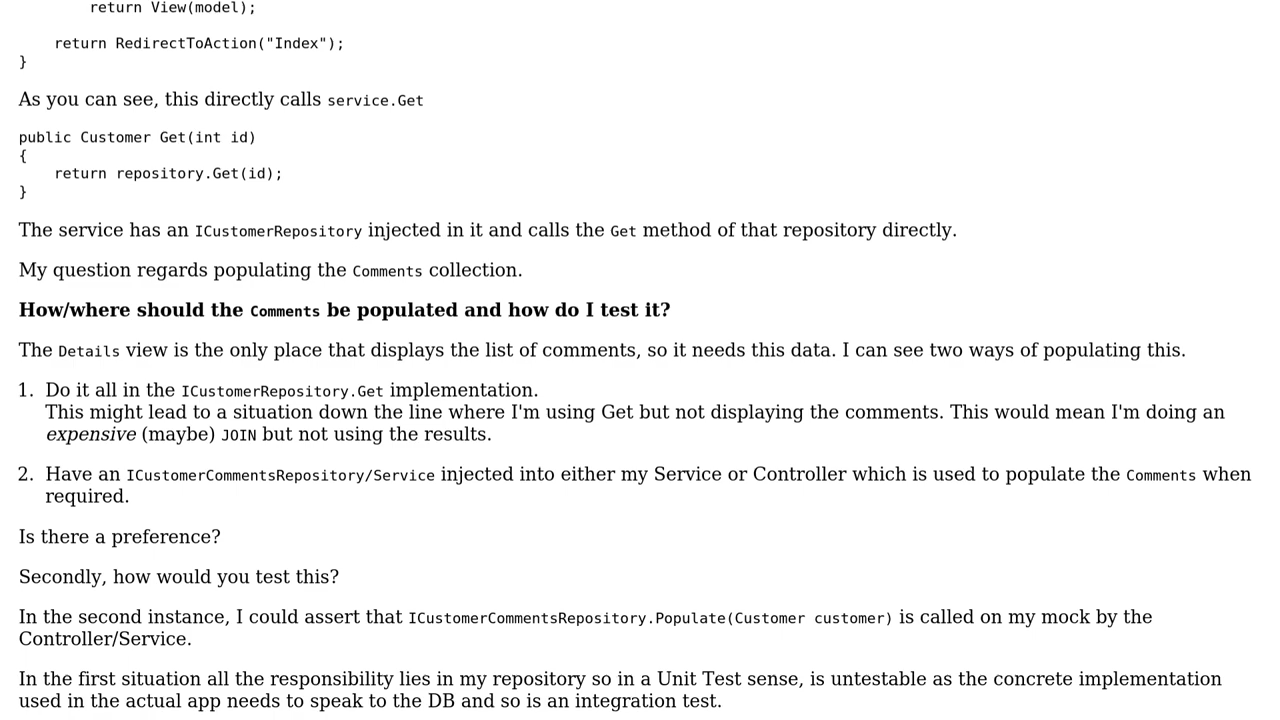 return View(model);
return RedirectToAction("Index");
}
As you can see, this directly calls service.Get
public Customer Get(int id)
{
return repository.Get(id);
}
The service has an ICustomerRepository injected in it and calls the Get method of that repository directly.
My question regards populating the Comments collection.
How/where should the Comments be populated and how do I test it?
The Details view is the only place that displays the list of comments, so it needs this data. I can see two ways of populating this.
1. Do it all in the ICustomerRepository.Get implementation.
This might lead to a situation down the line where I'm using Get but not displaying the comments. This would mean I'm doing an
expensive (maybe) JOIN but not using the results.
2. Have an ICustomerCommentsRepository/Service injected into either my Service or Controller which is used to populate the Comments when
required.
Is there a preference?
Secondly, how would you test this?
In the second instance, I could assert that ICustomerCommentsRepository.Populate(Customer customer) is called on my mock by the
Controller/Service.
In the first situation all the responsibility lies in my repository so in a Unit Test sense, is untestable as the concrete implementation
used in the actual app needs to speak to the DB and so is an integration test.